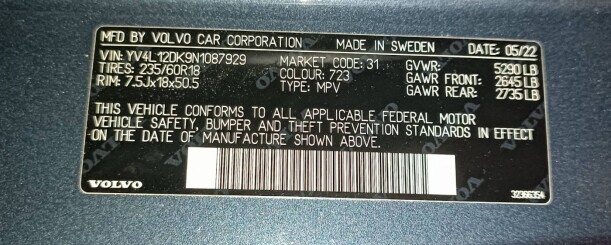 MFD BY VOLVO CAR CORPORATION MADE IN SWEDEN DATE: 05/22
VIN: YV4L12DK9N1087929 MARKET CODE: 31 GVWR: 5290 LB
TIRES: 235/60R18 COLOUR: 723 GAWR FRONT: 2645 LB
RIM: 7.5Jx18x50.5 TYPE: MPV GAWR REAR: 2735 LB
THIS VEHICLE CONFORMS TO ALL APPLICABLE FEDERAL MOTOR
VEHICLE SAFETY, BUMPER AND THEFT PREVENTION STANDARDS IN EFFECT
ON THE DATE OF MANUFACTURE SHOWN ABOVE.
VOLVO